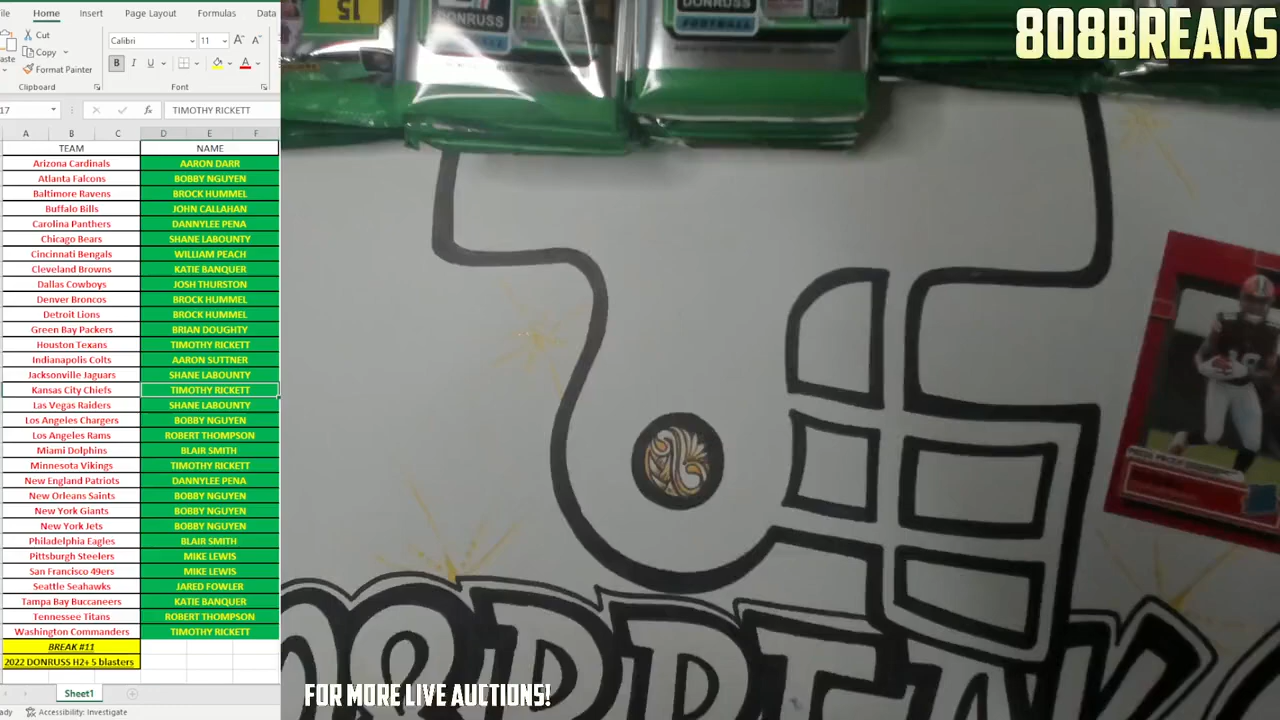 File Home Insert Page Layout Formulas Data
Cut
Copy
Format Painter
Clipboard
Calibri 11
B I U
Font
TIMOTHY RICKETT
A B C D E F
TEAM NAME
Arizona Cardinals AARON DARR
Atlanta Falcons BOBBY NGUYEN
Baltimore Ravens BROCK HUMMEL
Buffalo Bills JOHN CALLAHAN
Carolina Panthers DANNYLEE PENA
Chicago Bears SHANE LABOUNTY
Cincinnati Bengals WILLIAM PEACH
Cleveland Browns KATIE BANQUER
Dallas Cowboys JOSH THURSTON
Denver Broncos BROCK HUMMEL
Detroit Lions BROCK HUMMEL
Green Bay Packers BRIAN DOUGHTY
Houston Texans TIMOTHY RICKETT
Indianapolis Colts AARON SUTTNER
Jacksonville Jaguars SHANE LABOUNTY
Kansas City Chiefs TIMOTHY RICKETT
Las Vegas Raiders SHANE LABOUNTY
Los Angeles Chargers BOBBY NGUYEN
Los Angeles Rams ROBERT THOMPSON
Miami Dolphins BLAIR SMITH
Minnesota Vikings TIMOTHY RICKETT
New England Patriots DANNYLEE PENA
New Orleans Saints BOBBY NGUYEN
New York Giants BOBBY NGUYEN
New York Jets BOBBY NGUYEN
Philadelphia Eagles BLAIR SMITH
Pittsburgh Steelers MIKE LEWIS
San Francisco 49ers MIKE LEWIS
Seattle Seahawks JARED FOWLER
Tampa Bay Buccaneers KATIE BANQUER
Tennessee Titans ROBERT THOMPSON
Washington Commanders TIMOTHY RICKETT
BREAK #11
2022 DONRUSS H2+ 5 blasters
Sheet1
Accessibility: Investigate
15
DONRUSS
FOOTBALL
DONRUSS
FOOTBALL
808BREAKS
FOR MORE LIVE AUCTIONS!